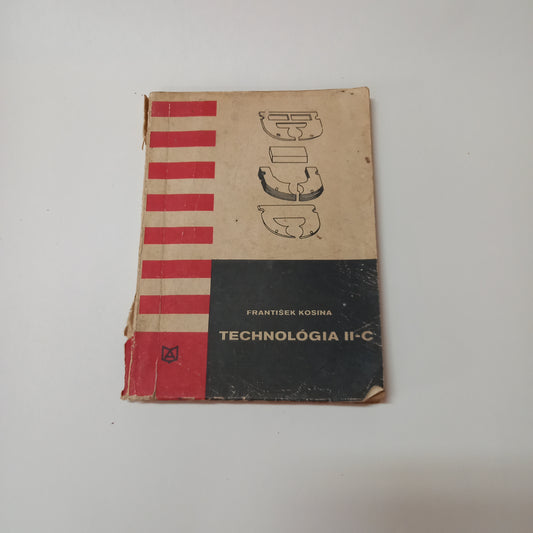 FRANTIŠEK KOSINA
TECHNOLÓGIA II-C